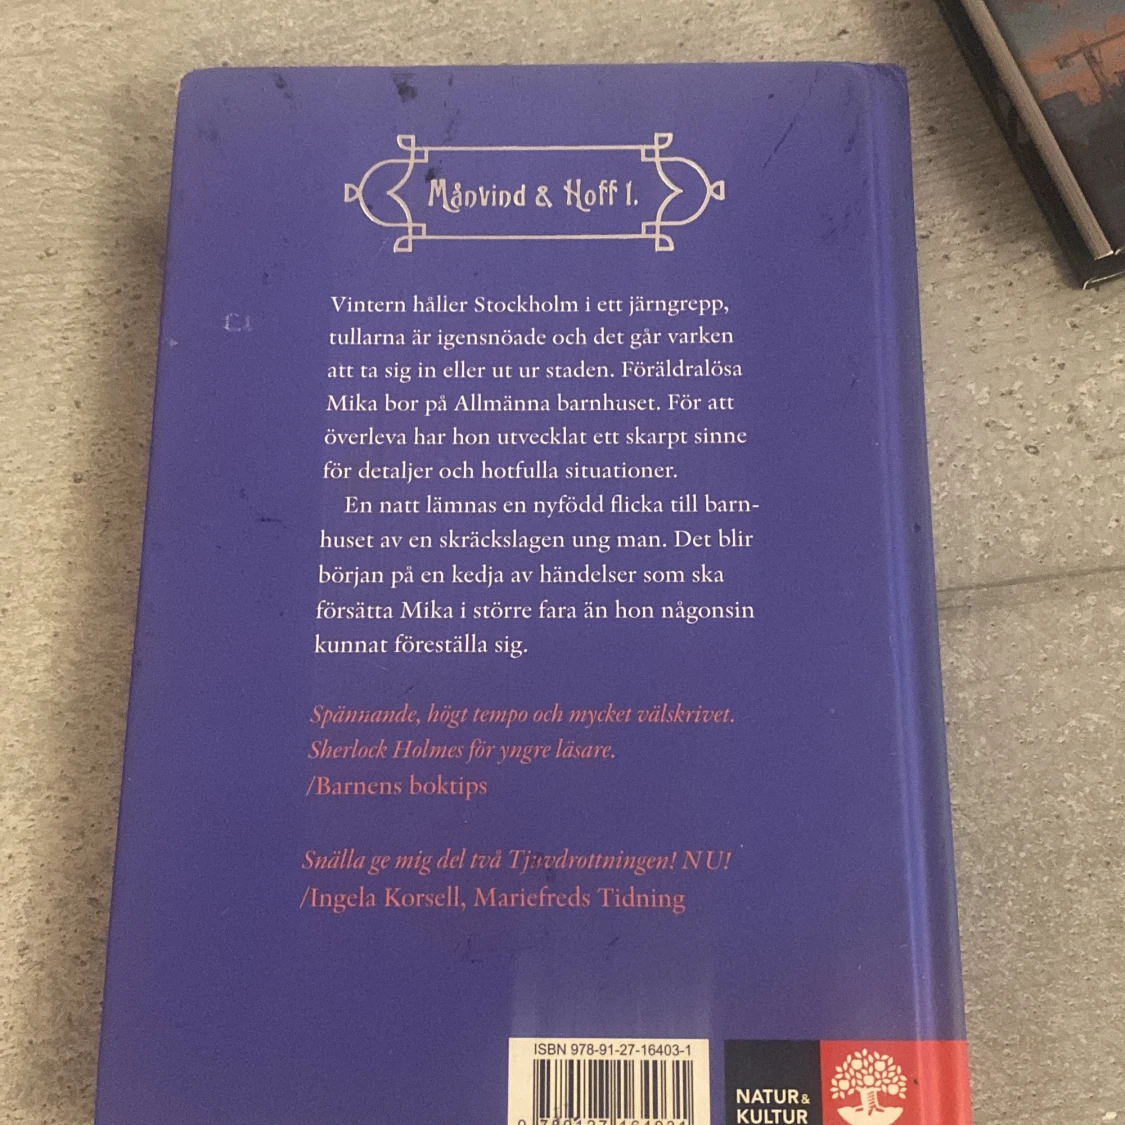 Månvind & Hoff 1.
Vintern håller Stockholm i ett järngrepp,
tullarna är igensnöade och det går varken
att ta sig in eller ut ur staden. Föräldralösa
Mika bor på Allmänna barnhuset. För att
överleva har hon utvecklat ett skarpt sinne
för detaljer och hotfulla situationer.
En natt lämnas en nyfödd flicka till barn-
huset av en skräckslagen ung man. Det blir
början på en kedja av händelser som ska
försätta Mika i större fara än hon någonsin
kunnat föreställa sig.
Spännande, högt tempo och mycket välskrivet.
Sherlock Holmes för yngre läsare.
/Barnens boktips
Snälla ge mig del två Tjuvdrottningen! NU!
/Ingela Korsell, Mariefreds Tidning
ISBN 978-91-27-16403-1
NATUR &
KULTUR